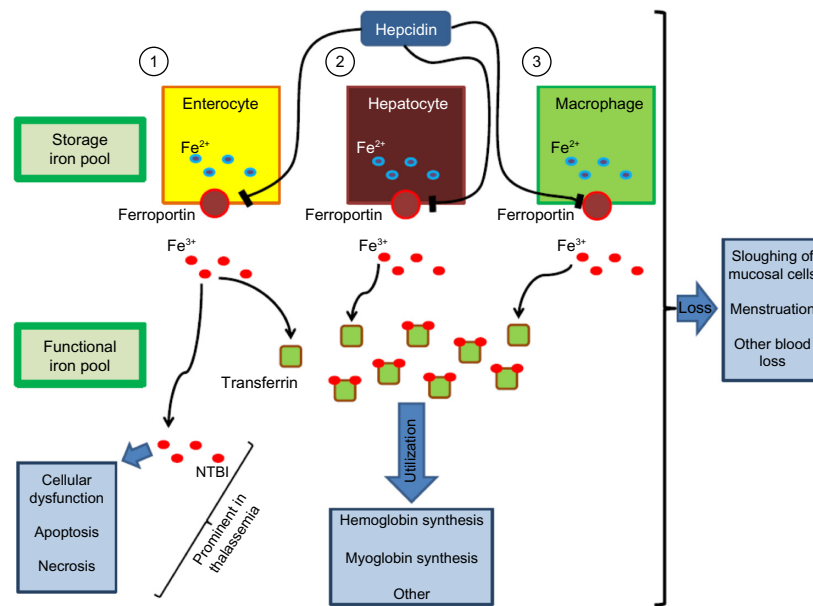 Hepcidin
1
2
3
Enterocyte
Hepatocyte
Macrophage
Storage
iron pool
Fe2+
Fe2+
Fe2+
Ferroportin
Ferroportin
Ferroportin
Fe3+
Fe3+
Fe3+
Loss
Sloughing of
mucosal cells
Menstruation
Other blood
loss
Functional
iron pool
Transferrin
Utilization
NTBI
Prominent in
thalassemia
Cellular
dysfunction
Apoptosis
Necrosis
Hemoglobin synthesis
Myoglobin synthesis
Other